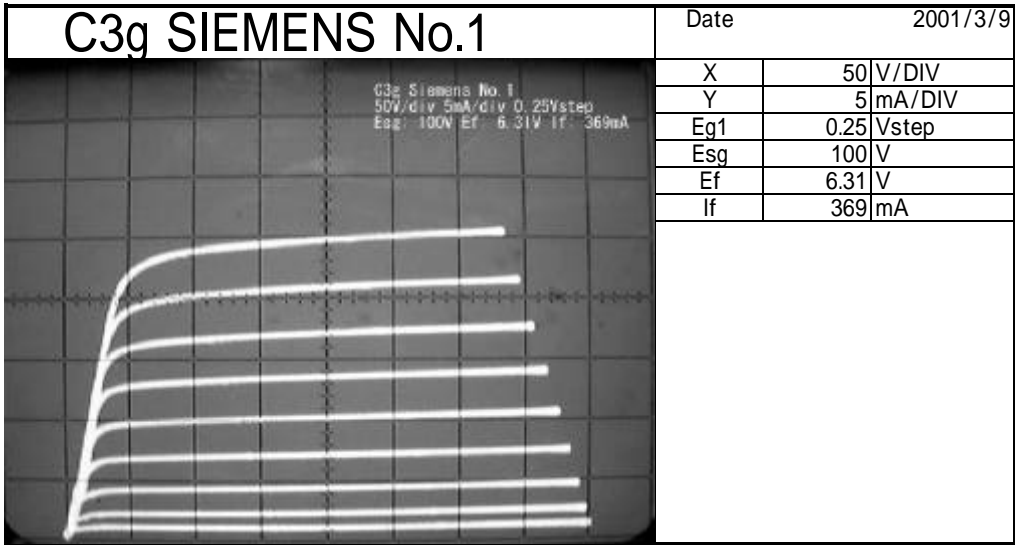 C3g SIEMENS No.1
Date 2001/3/9
C3g Siemens No.1
50V/div 5mA/div 0.25Vstep
Esg: 100V Ef 6.31V If 369mA
X 50 V/DIV
Y 5 mA/DIV
Eg1 0.25 Vstep
Esg 100 V
Ef 6.31 V
If 369 mA